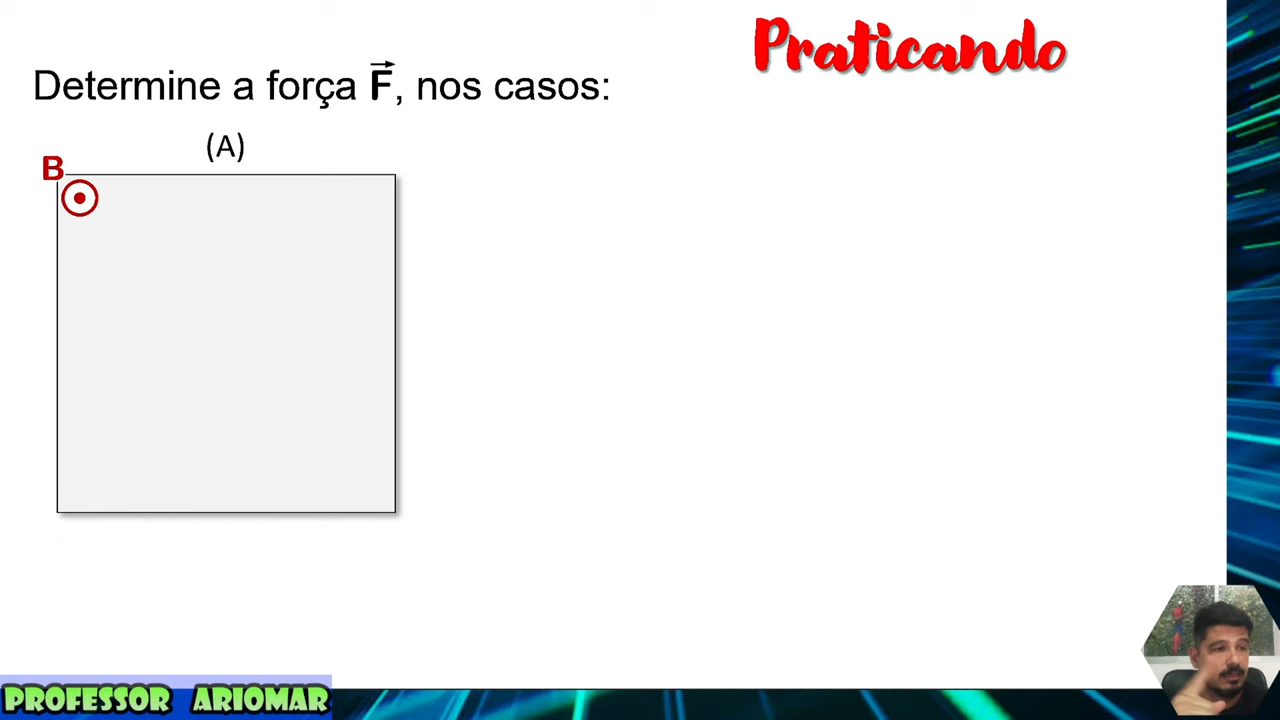 Praticando
Determine a força F⃗, nos casos:
(A)
B
PROFESSOR ARIOMAR